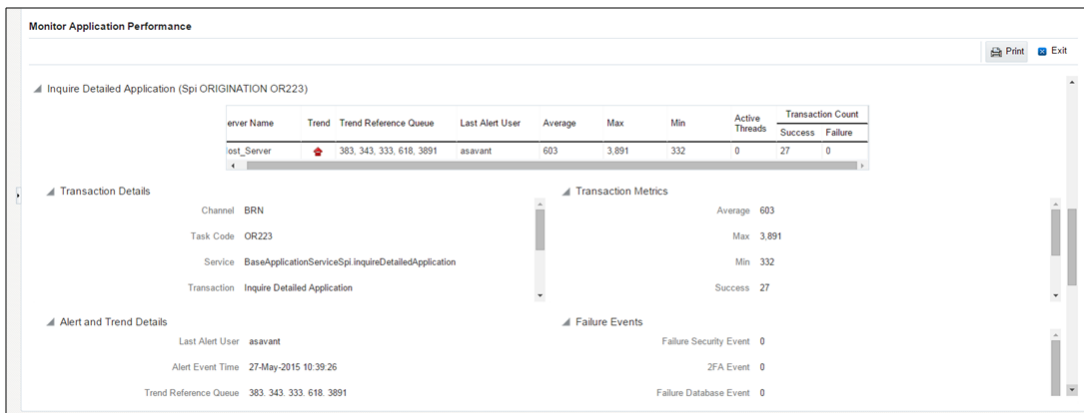 Monitor Application Performance
Print Exit
Inquire Detailed Application (Spi ORIGINATION OR223)
erver Name Trend Trend Reference Queue Last Alert User Average Max Min Active Threads Transaction Count
Success Failure
ost_Server 383, 343, 333, 618, 3891 asavant 603 3,891 332 0 27 0
Transaction Details
Channel BRN
Task Code OR223
Service BaseApplicationServiceSpi.inquireDetailedApplication
Transaction Inquire Detailed Application
Transaction Metrics
Average 603
Max 3,891
Min 332
Success 27
Alert and Trend Details
Last Alert User asavant
Alert Event Time 27-May-2015 10:39:26
Trend Reference Queue 383, 343, 333, 618, 3891
Failure Events
Failure Security Event 0
2FA Event 0
Failure Database Event 0